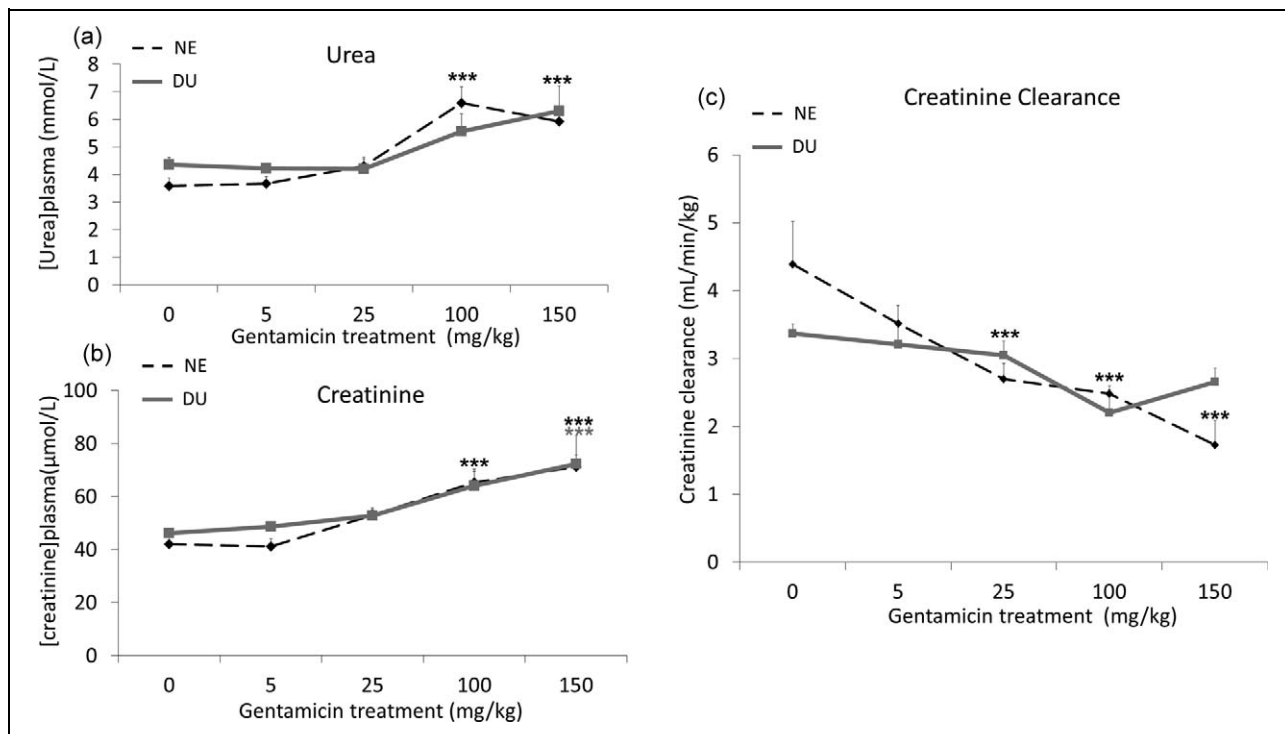 (a)
NE
DU
Urea
[Urea]plasma (mmol/L)
8
7
6
5
4
3
2
1
0
***
***
0 5 25 100 150
Gentamicin treatment (mg/kg)
(b)
NE
DU
Creatinine
[creatinine]plasma(µmol/L)
100
80
60
40
20
0
***
***
***
0 5 25 100 150
Gentamicin treatment (mg/kg)
(c)
Creatinine Clearance
NE
DU
Creatinine clearance (mL/min/kg)
6
5
4
3
2
1
0
***
***
***
0 5 25 100 150
Gentamicin treatment (mg/kg)